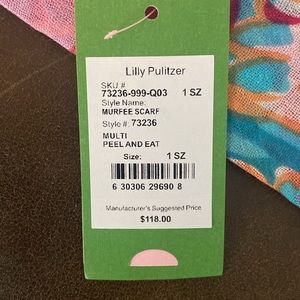 Lilly Pulitzer
SKU #
73236-999-Q03 1 SZ
Style Name:
MURFEE SCARF
Style #: 73236
MULTI
PEEL AND EAT
Size: 1 SZ
6 30306 29690 8
Manufacturer's Suggested Price
$118.00